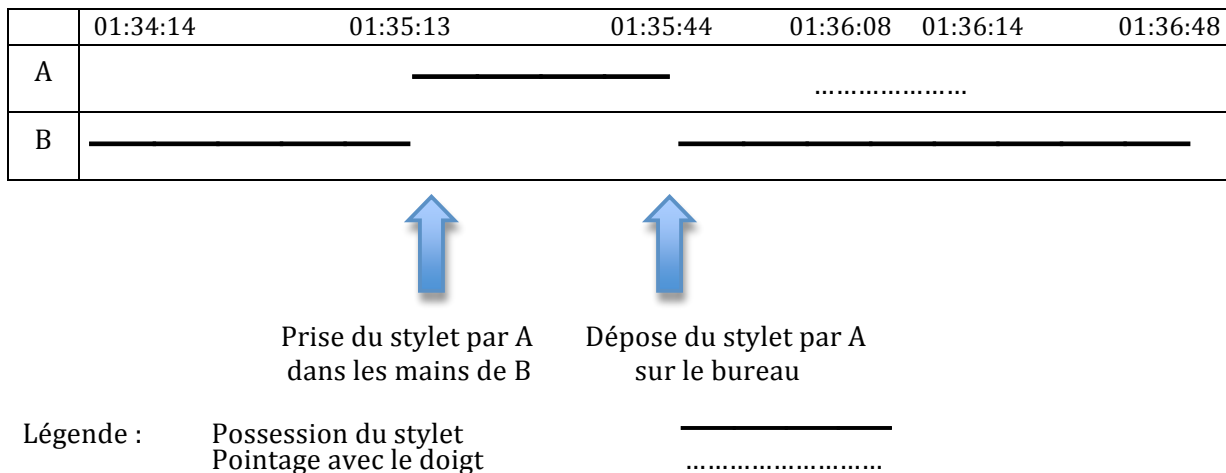 01:34:14 01:35:13 01:35:44 01:36:08 01:36:14 01:36:48
A
B
Prise du stylet par A
dans les mains de B
Dépose du stylet par A
sur le bureau
Légende : Possession du stylet
Pointage avec le doigt